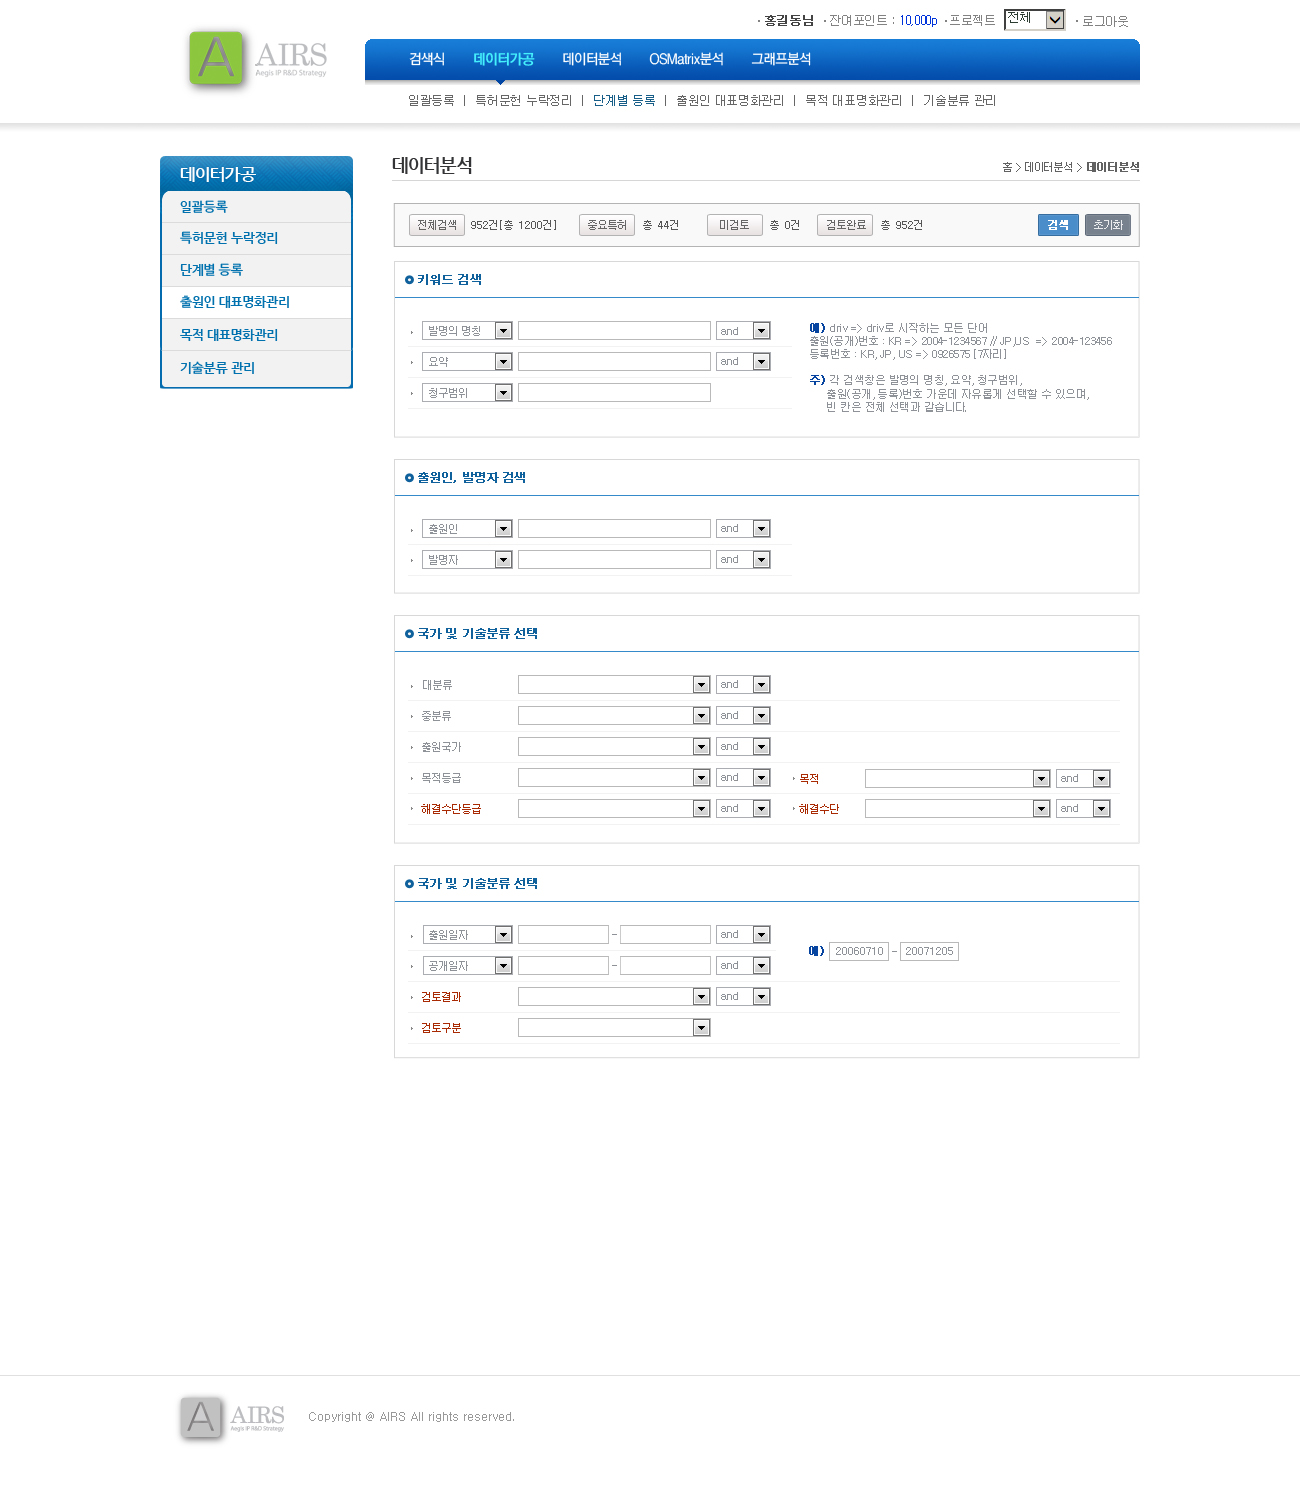 · 홍길동님 · 잔여포인트 : 10,000p · 프로젝트 전체 · 로그아웃
A AIRS
Aegis IP R&D Strategy
검색식 데이터가공 데이터분석 OSMatrix분석 그래프분석
일괄등록 | 특허문헌 누락정리 | 단계별 등록 | 출원인 대표명화관리 | 목적 대표명화관리 | 기술분류 관리
데이터가공
일괄등록
특허문헌 누락정리
단계별 등록
출원인 대표명화관리
목적 대표명화관리
기술분류 관리
데이터분석
홈 > 데이터분석 > 데이터분석
전체검색 952건[총 1200건] 중요특허 총 44건 미검토 총 0건 검토완료 총 952건 검색 초기화
키워드 검색
발명의 명칭 and
요약 and
청구범위
예) driv => driv로 시작하는 모든 단어
출원(공개)번호 : KR => 2004-1234567 // JP,US => 2004-123456
등록번호 : KR, JP, US => 0926575 [7자리]
주) 각 검색창은 발명의 명칭, 요약, 청구범위,
출원(공개, 등록)번호 가운데 자유롭게 선택할 수 있으며,
빈 칸은 전체 선택과 같습니다.
출원인, 발명자 검색
출원인 and
발명자 and
국가 및 기술분류 선택
대분류 and
중분류 and
출원국가 and
목적등급 and 목적 and
해결수단등급 and 해결수단 and
국가 및 기술분류 선택
출원일자 - and
공개일자 - and
예) 20060710 - 20071205
검토결과 and
검토구분
A AIRS
Aegis IP R&D Strategy
Copyright @ AIRS All rights reserved.